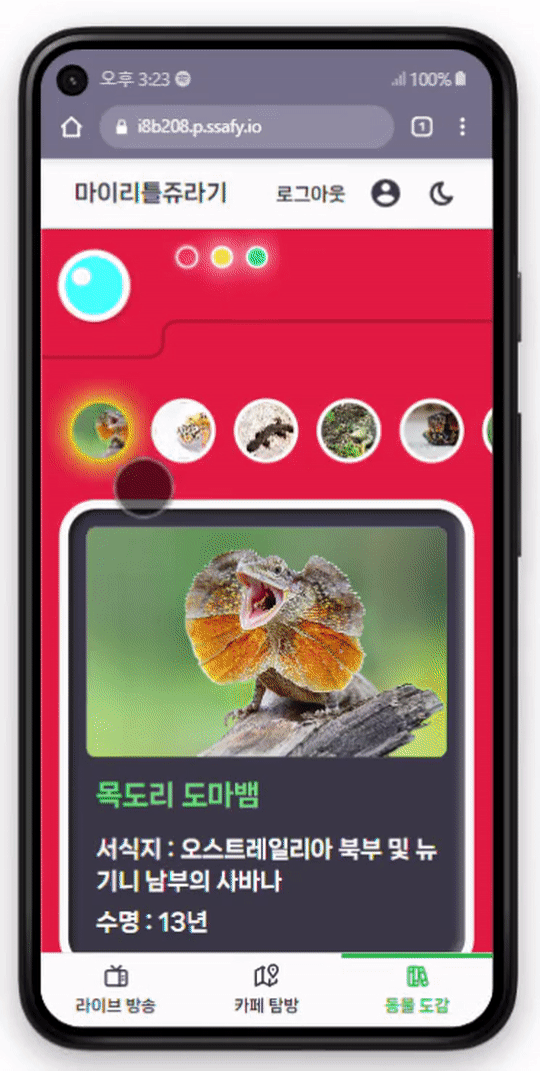 오후 3:23
100%
i8b208.p.ssafy.io
1
마이리틀쥬라기
로그아웃
목도리 도마뱀
서식지 : 오스트레일리아 북부 및 뉴
기니 남부의 사바나
수명 : 13년
라이브 방송
카페 탐방
동물 도감